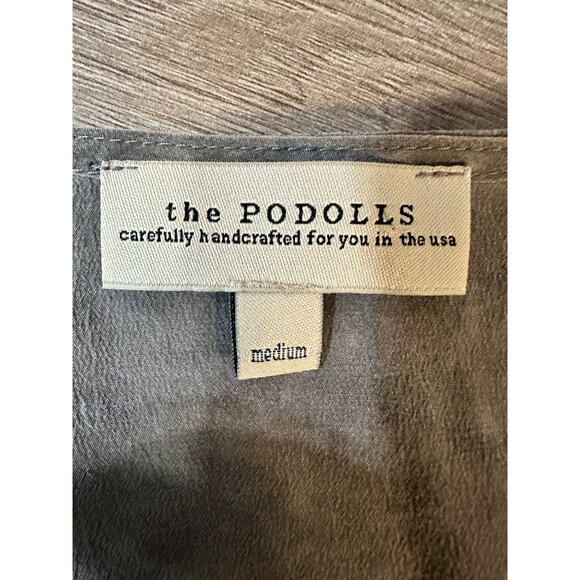 the PODOLLS
carefully handcrafted for you in the usa
medium